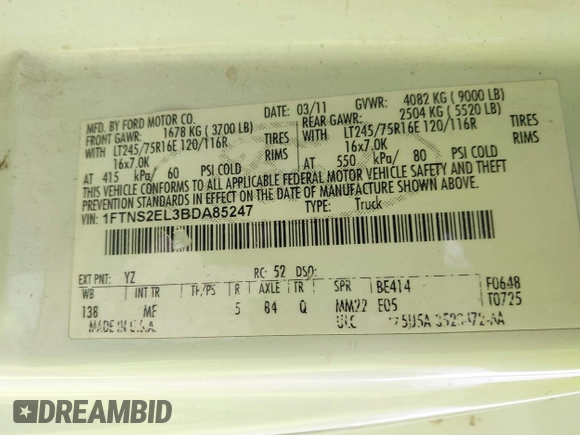 MFD. BY FORD MOTOR CO.
03/11 GVWR: 4082 KG ( 9000 LB)
FRONT GAWR: 1678 KG ( 3700 LB) REAR GAWR: 2504 KG ( 5520 LB)
WITH LT245/75R16E 120/116R TIRES WITH LT245/75R16E 120/116R TIRES
16x7.0K RIMS 16x7.0K RIMS
AT 415 kPa/ 60 PSI COLD AT 550 kPa/ 80 PSI COLD
THIS VEHICLE CONFORMS TO ALL APPLICABLE FEDERAL MOTOR VEHICLE SAFETY AND THEFT
PREVENTION STANDARDS IN EFFECT ON THE DATE OF MANUFACTURE SHOWN ABOVE.
VIN: 1FTNS2EL3BDA85247 TYPE: Truck
EXT PNT: YZ RC: 52 DSO:
WB INT TR TP/PS R AXLE TR SPR BE414 F0648
138 ME 5 84 Q MM22 E05 T0725
MADE IN U.S.A. ULC
DREAMBID DREAMBID